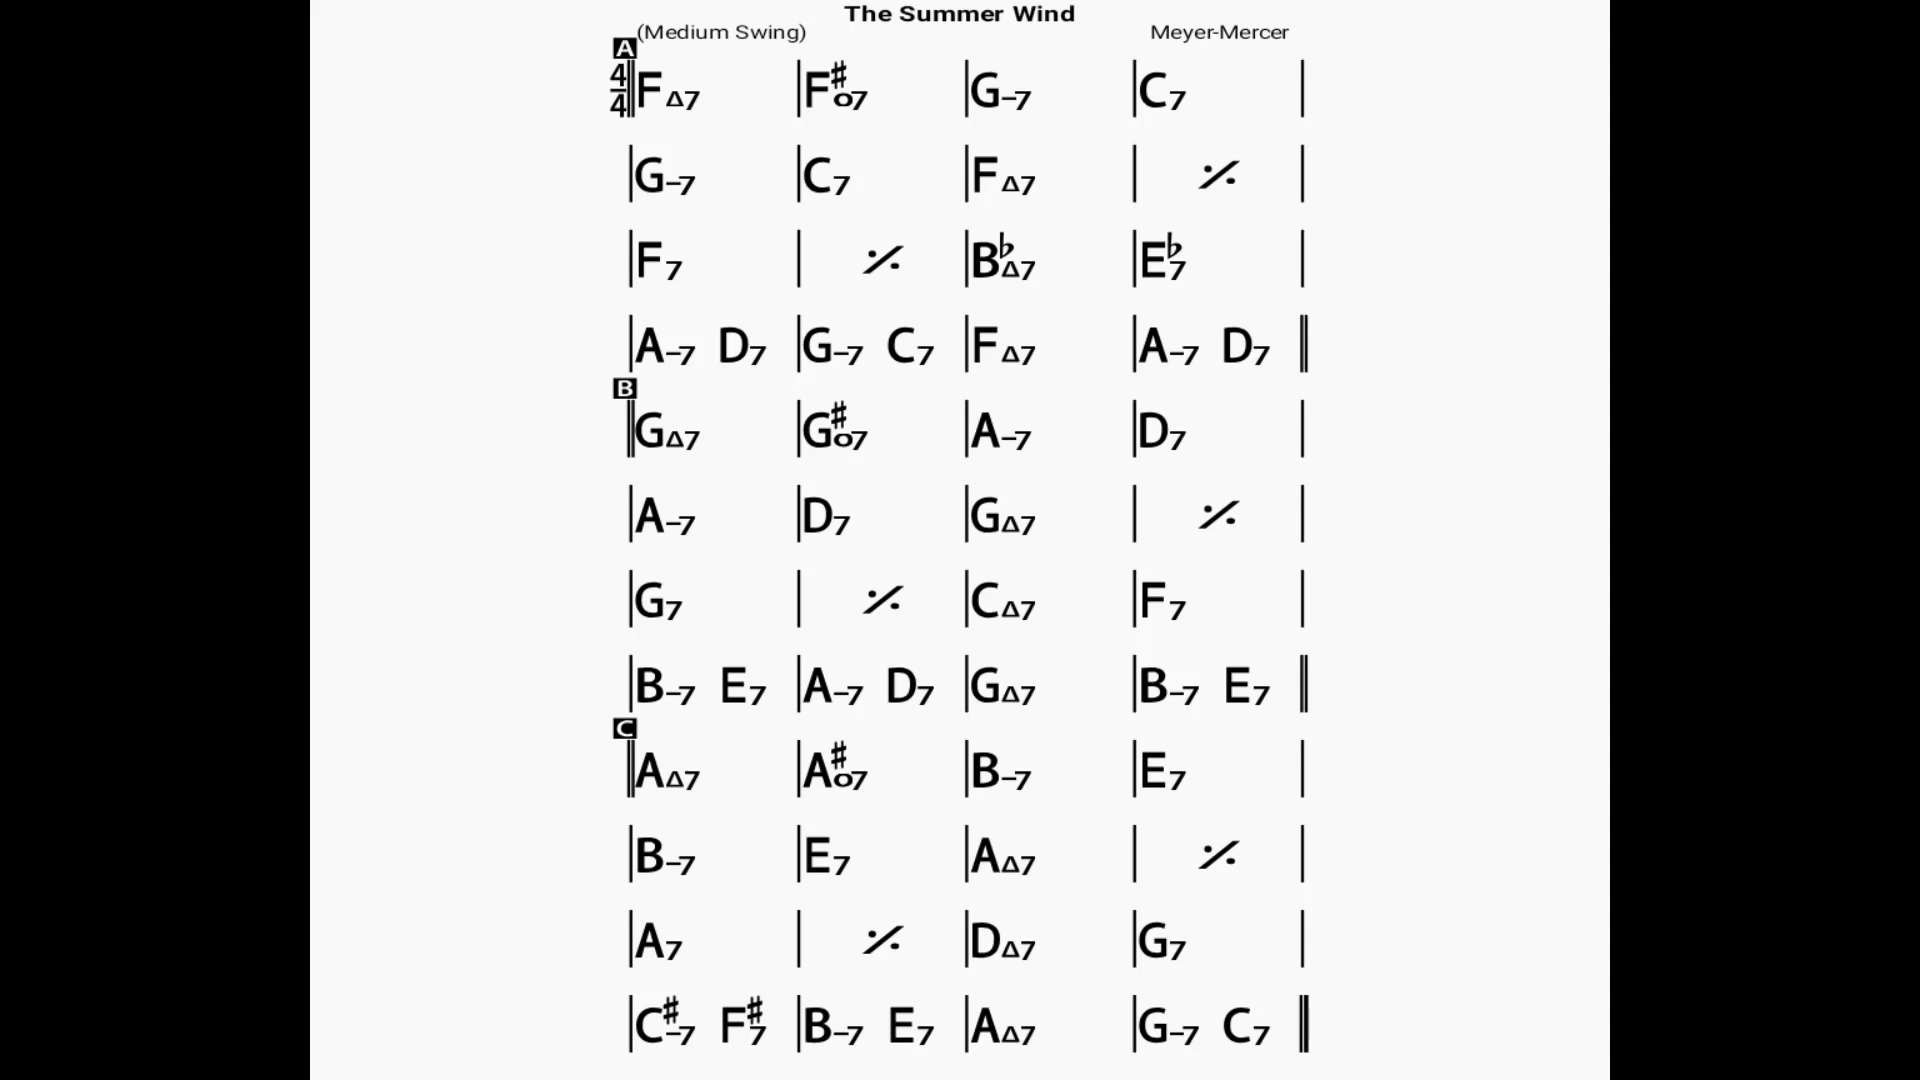 The Summer Wind
(Medium Swing) Meyer-Mercer
A
4/4 FΔ7 | F♯o7 | G–7 | C7 |
| G–7 | C7 | FΔ7 | 𝄎 |
| F7 | 𝄎 | B♭Δ7 | E♭7 |
| A–7 D7 | G–7 C7 | FΔ7 | A–7 D7 ‖
B
‖ GΔ7 | G♯o7 | A–7 | D7 |
| A–7 | D7 | GΔ7 | 𝄎 |
| G7 | 𝄎 | CΔ7 | F7 |
| B–7 E7 | A–7 D7 | GΔ7 | B–7 E7 ‖
C
‖ AΔ7 | A♯o7 | B–7 | E7 |
| B–7 | E7 | AΔ7 | 𝄎 |
| A7 | 𝄎 | DΔ7 | G7 |
| C♯–7 F♯7 | B–7 E7 | AΔ7 | G–7 C7 ‖